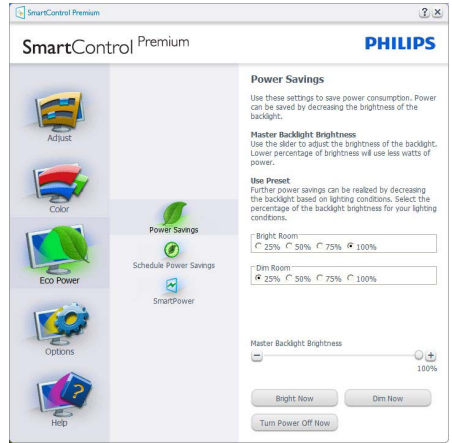 SmartControl Premium
SmartControl Premium
PHILIPS
Adjust
Color
Eco Power
Options
Help
Power Savings
Schedule Power Savings
SmartPower
Power Savings
Use these settings to save power consumption. Power
can be saved by decreasing the brightness of the
backlight.
Master Backlight Brightness
Use the slider to adjust the brightness of the backlight.
Lower percentage of brightness will use less watts of
power.
Use Preset
Further power savings can be realized by decreasing
the backlight based on lighting conditions. Select the
percentage of the backlight brightness for your lighting
conditions.
Bright Room
25% 50% 75% 100%
Dim Room
25% 50% 75% 100%
Master Backlight Brightness
100%
Bright Now Dim Now
Turn Power Off Now